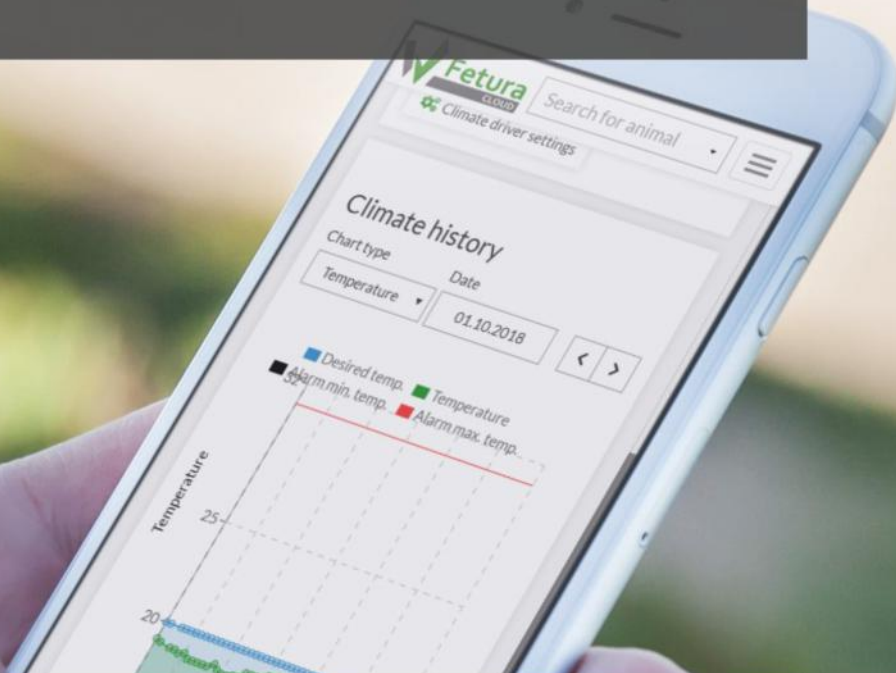 Fetura
CLOUD
Search for animal
Climate driver settings
Climate history
Chart type
Date
Temperature
01.10.2018
Desired temp.
Temperature
Alarm min. temp.
Alarm max. temp.
32
Temperature
25
20